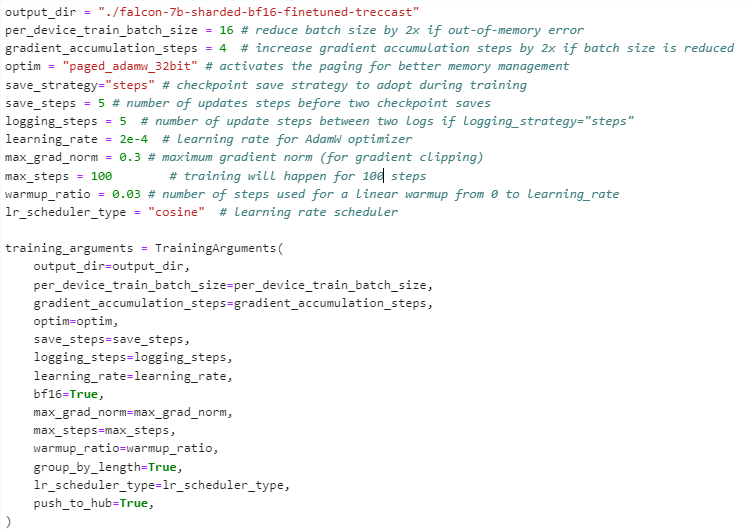 output_dir = "./falcon-7b-sharded-bf16-finetuned-treccast"
per_device_train_batch_size = 16 # reduce batch size by 2x if out-of-memory error
gradient_accumulation_steps = 4  # increase gradient accumulation steps by 2x if batch size is reduced
optim = "paged_adamw_32bit" # activates the paging for better memory management
save_strategy="steps" # checkpoint save strategy to adopt during training
save_steps = 5 # number of updates steps before two checkpoint saves
logging_steps = 5  # number of update steps between two logs if logging_strategy="steps"
learning_rate = 2e-4  # learning rate for AdamW optimizer
max_grad_norm = 0.3 # maximum gradient norm (for gradient clipping)
max_steps = 100        # training will happen for 100 steps
warmup_ratio = 0.03 # number of steps used for a linear warmup from 0 to learning_rate
lr_scheduler_type = "cosine"  # learning rate scheduler

training_arguments = TrainingArguments(
    output_dir=output_dir,
    per_device_train_batch_size=per_device_train_batch_size,
    gradient_accumulation_steps=gradient_accumulation_steps,
    optim=optim,
    save_steps=save_steps,
    logging_steps=logging_steps,
    learning_rate=learning_rate,
    bf16=True,
    max_grad_norm=max_grad_norm,
    max_steps=max_steps,
    warmup_ratio=warmup_ratio,
    group_by_length=True,
    lr_scheduler_type=lr_scheduler_type,
    push_to_hub=True,
)